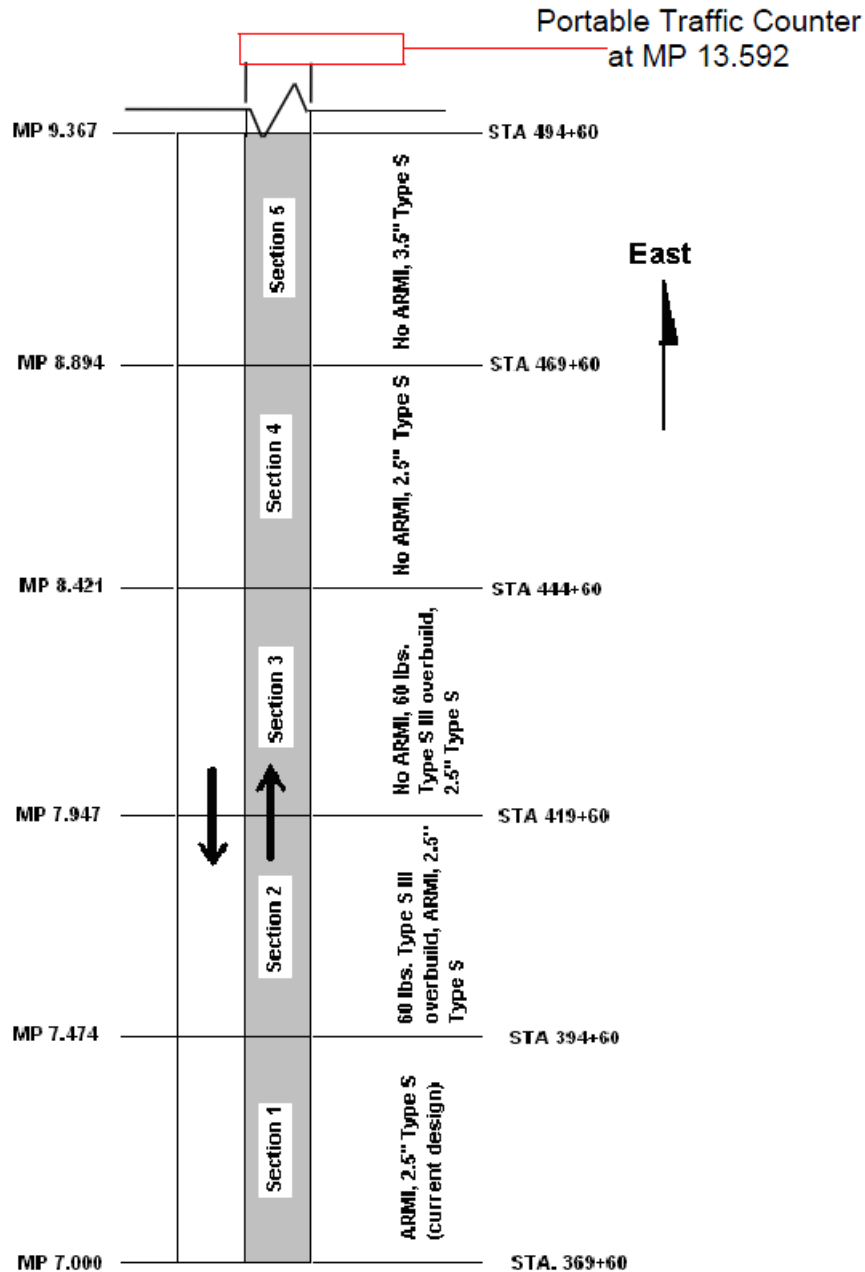 Portable Traffic Counter
at MP 13.592
MP 9.367
STA 494+60
Section 5
No ARMI, 3.5" Type S
East
MP 8.894
STA 469+60
Section 4
No ARMI, 2.5" Type S
MP 8.421
STA 444+60
Section 3
No ARMI, 60 lbs.
Type S III overbuild,
2.5" Type S
MP 7.947
STA 419+60
Section 2
60 lbs. Type S III
overbuild, ARMI, 2.5"
Type S
MP 7.474
STA 394+60
Section 1
ARMI, 2.5" Type S
(current design)
MP 7.000
STA. 369+60